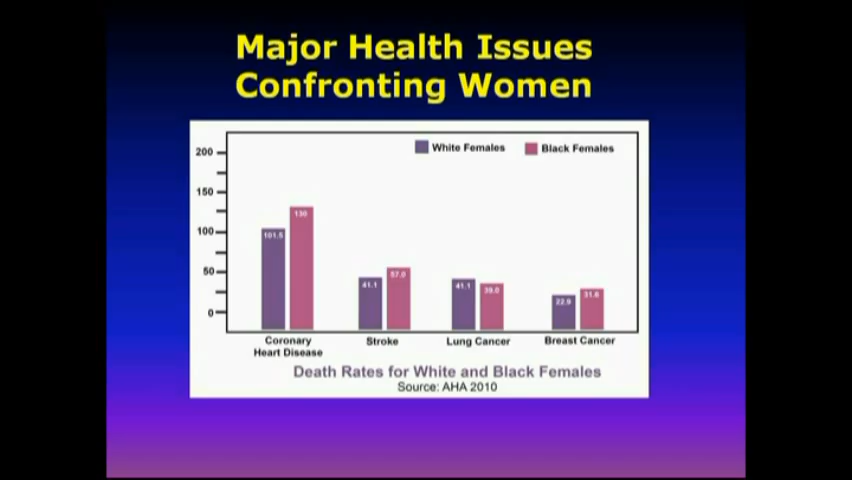 Major Health Issues
Confronting Women
White Females
Black Females
200
150
100
50
0
101.5
130
41.1
57.0
41.1
39.0
22.9
31.6
Coronary
Heart Disease
Stroke
Lung Cancer
Breast Cancer
Death Rates for White and Black Females
Source: AHA 2010